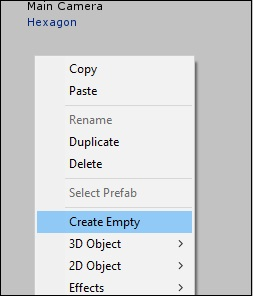 Main Camera
Hexagon
Copy
Paste
Rename
Duplicate
Delete
Select Prefab
Create Empty
3D Object
2D Object
Effects